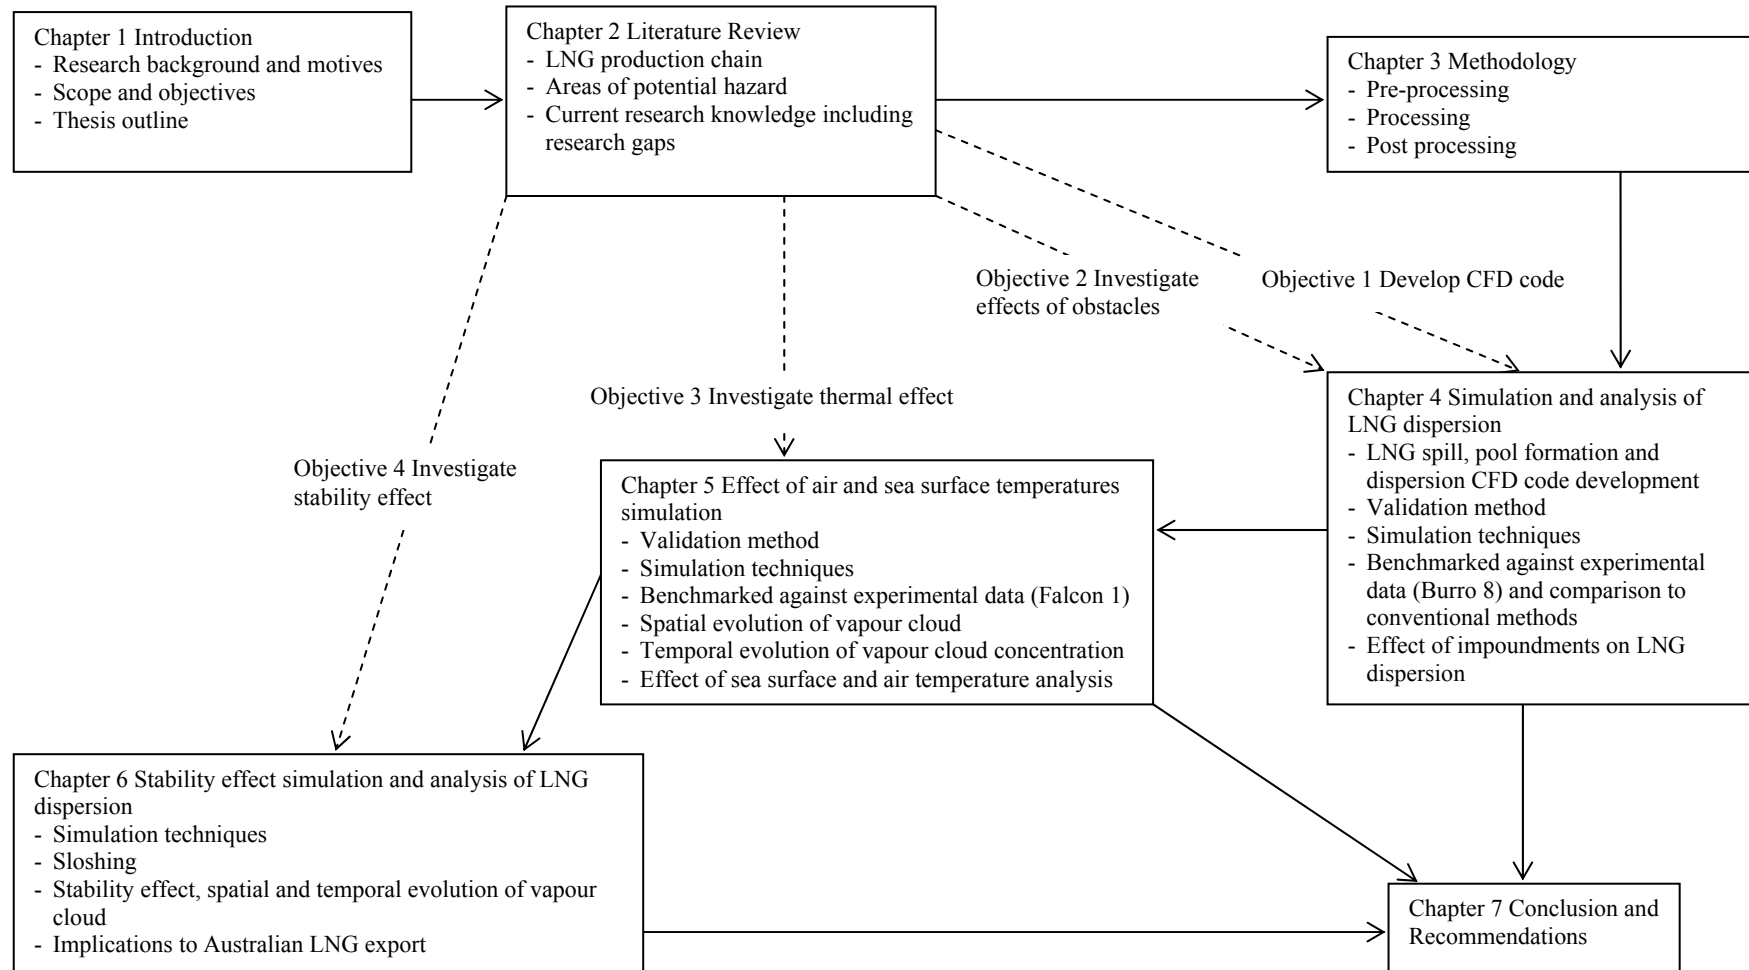 Chapter 1 Introduction
- Research background and motives
- Scope and objectives
- Thesis outline
Chapter 2 Literature Review
- LNG production chain
- Areas of potential hazard
- Current research knowledge including
research gaps
Chapter 3 Methodology
- Pre-processing
- Processing
- Post processing
Objective 2 Investigate
effects of obstacles
Objective 1 Develop CFD code
Objective 3 Investigate thermal effect
Objective 4 Investigate
stability effect
Chapter 4 Simulation and analysis of
LNG dispersion
- LNG spill, pool formation and
dispersion CFD code development
- Validation method
- Simulation techniques
- Benchmarked against experimental
data (Burro 8) and comparison to
conventional methods
- Effect of impoundments on LNG
dispersion
Chapter 5 Effect of air and sea surface temperatures
simulation
- Validation method
- Simulation techniques
- Benchmarked against experimental data (Falcon 1)
- Spatial evolution of vapour cloud
- Temporal evolution of vapour cloud concentration
- Effect of sea surface and air temperature analysis
Chapter 6 Stability effect simulation and analysis of LNG
dispersion
- Simulation techniques
- Sloshing
- Stability effect, spatial and temporal evolution of vapour
cloud
- Implications to Australian LNG export
Chapter 7 Conclusion and
Recommendations